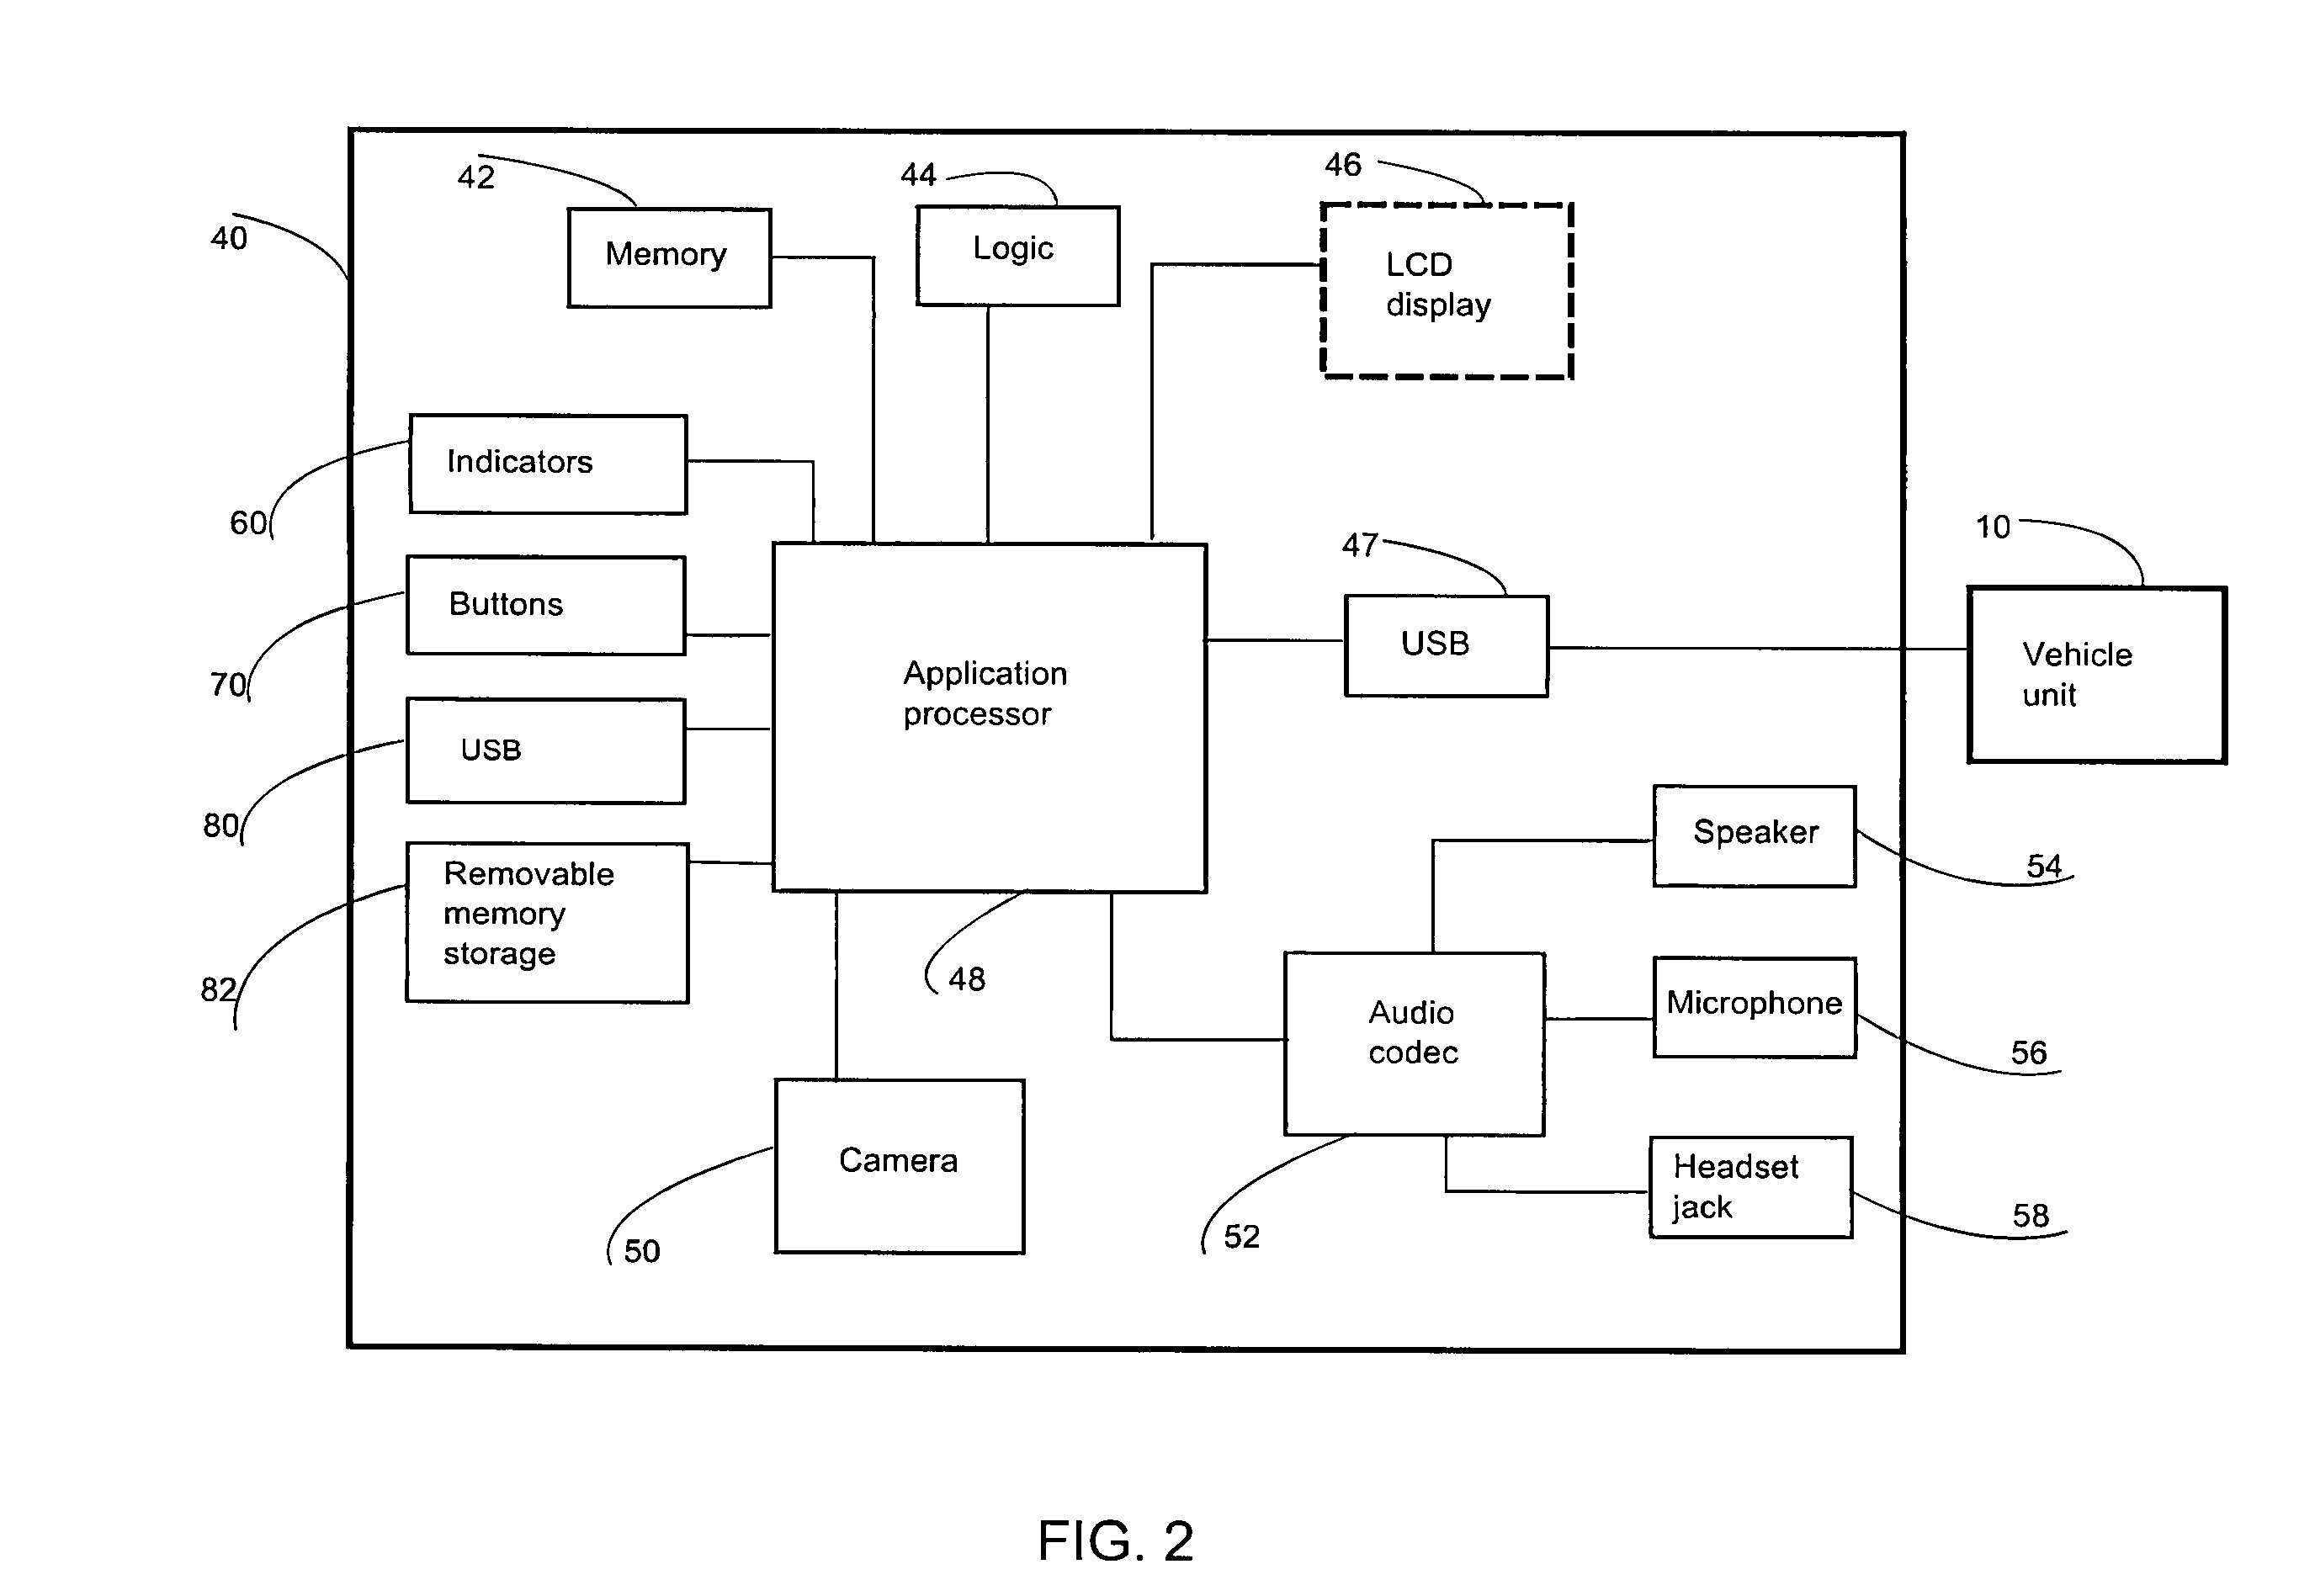 42
44
46
40
Memory
Logic
LCD
display
Indicators
60
Buttons
70
USB
80
Removable
memory
storage
82
Application
processor
48
47
USB
10
Vehicle
unit
Speaker
54
Audio
codec
52
Microphone
56
Headset
jack
58
Camera
50
FIG. 2